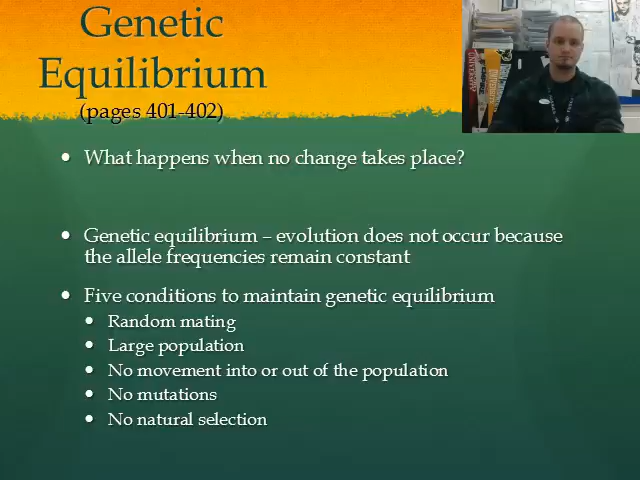 Genetic
Equilibrium
(pages 401-402)
• What happens when no change takes place?
• Genetic equilibrium – evolution does not occur because
the allele frequencies remain constant
• Five conditions to maintain genetic equilibrium
• Random mating
• Large population
• No movement into or out of the population
• No mutations
• No natural selection